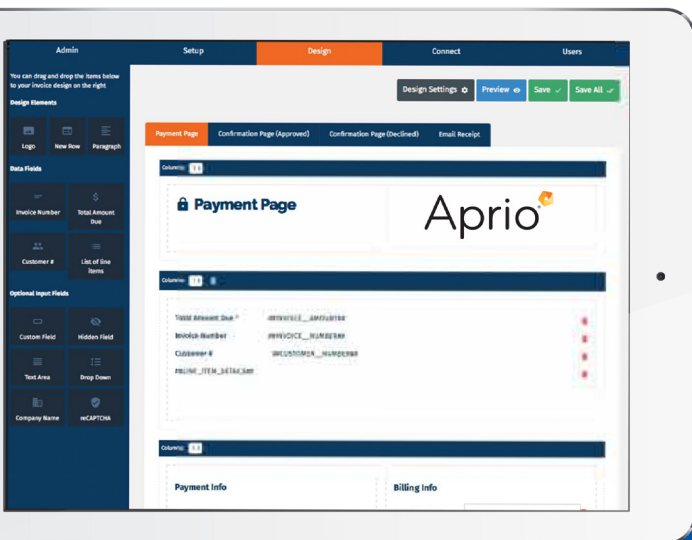 Admin
Setup
Design
Connect
Users
You can drag and drop the items below
to your invoice design on the right
Design Elements
Logo
New Row
Paragraph
Data Fields
Invoice Number
Total Amount
Due
Customer #
List of line
items
Optional Input Fields
Custom Field
Hidden Field
Text Area
Drop Down
Company Name
reCAPTCHA
Design Settings
Preview
Save
Save All
Payment Page
Confirmation Page (Approved)
Confirmation Page (Declined)
Email Receipt
Columns:
Payment Page
Aprio
Columns:
Total Amount Due *
Invoice Number
Customer #
Columns:
Payment Info
Billing Info